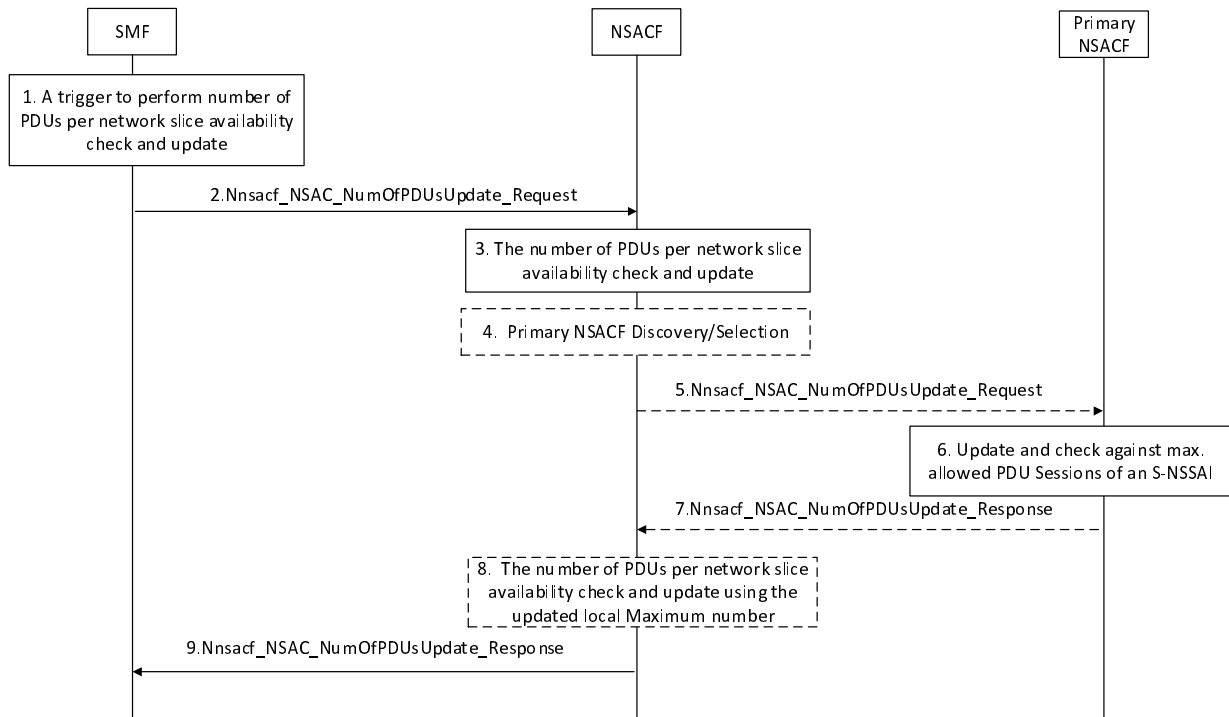 SMF
NSACF
Primary
NSACF
1. A trigger to perform number of
PDUs per network slice availability
check and update
2.Nnsacf_NSAC_NumOfPDUsUpdate_Request
3. The number of PDUs per network slice
availability check and update
4. Primary NSACF Discovery/Selection
5.Nnsacf_NSAC_NumOfPDUsUpdate_Request
6. Update and check against max.
allowed PDU Sessions of an S-NSSAI
7.Nnsacf_NSAC_NumOfPDUsUpdate_Response
8. The number of PDUs per network slice
availability check and update using the
updated local Maximum number
9.Nnsacf_NSAC_NumOfPDUsUpdate_Response